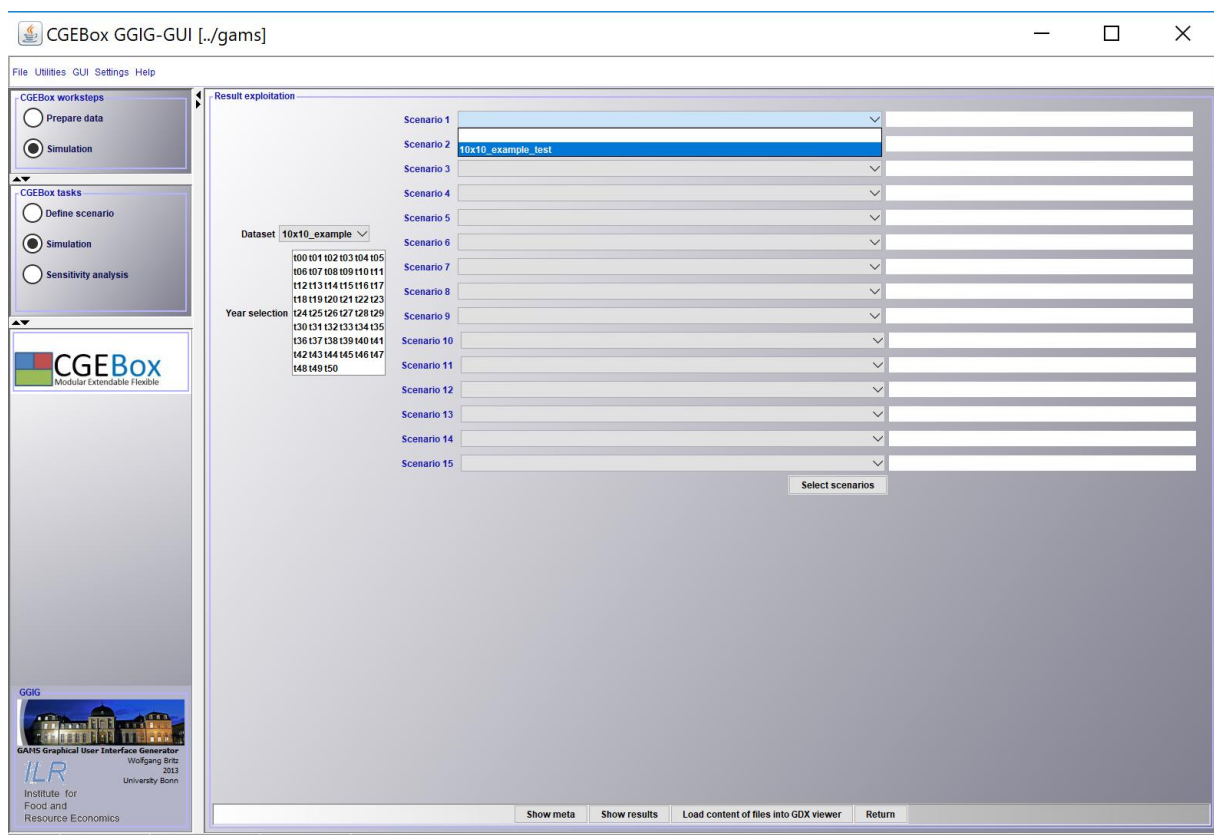 CGEBox GGIG-GUI [../gams]
File Utilities GUI Settings Help
CGEBox worksteps
Prepare data
Simulation
CGEBox tasks
Define scenario
Simulation
Sensitivity analysis
CGEBox
Modular Extendable Flexible
GGIG
GAMS Graphical User Interface Generator
Wolfgang Britz
2013
University Bonn
ILR
Institute for
Food and
Resource Economics
Result exploitation
Dataset 10x10_example
Year selection
t00 t01 t02 t03 t04 t05
t06 t07 t08 t09 t10 t11
t12 t13 t14 t15 t16 t17
t18 t19 t20 t21 t22 t23
t24 t25 t26 t27 t28 t29
t30 t31 t32 t33 t34 t35
t36 t37 t38 t39 t40 t41
t42 t43 t44 t45 t46 t47
t48 t49 t50
Scenario 1
10x10_example_test
Scenario 2
Scenario 3
Scenario 4
Scenario 5
Scenario 6
Scenario 7
Scenario 8
Scenario 9
Scenario 10
Scenario 11
Scenario 12
Scenario 13
Scenario 14
Scenario 15
Select scenarios
Show meta Show results Load content of files into GDX viewer Return